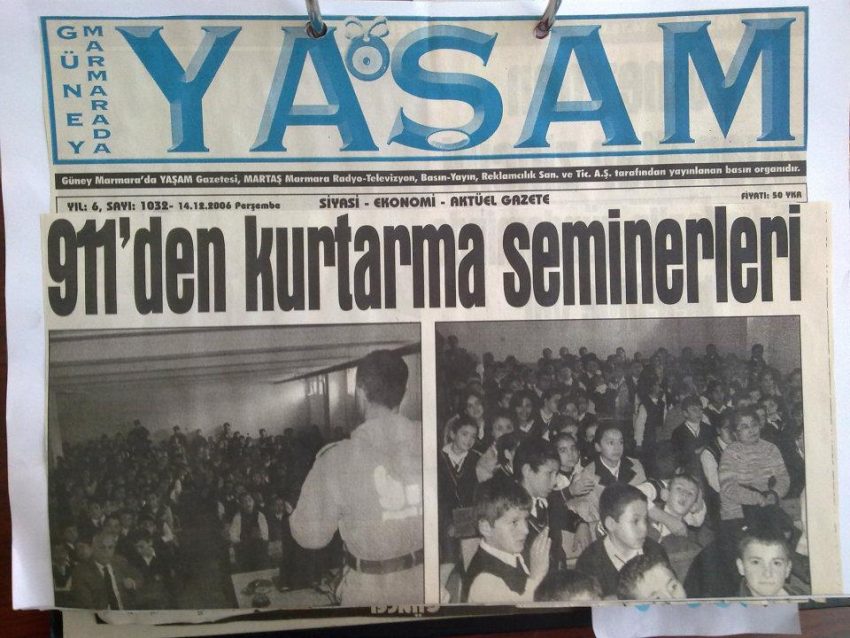 GÜNEY
MARMARADA
YAŞAM
Güney Marmara'da YAŞAM Gazetesi, MARTAŞ Marmara Radyo-Televizyon, Basın-Yayın, Reklamcılık San. ve Tic. A.Ş. tarafından yayınlanan basın organıdır.
YIL: 6, SAYI: 1032- 14.12.2006 Perşembe
SİYASİ - EKONOMİ - AKTÜEL GAZETE
FİYATI: 50 YKR
911'den kurtarma seminerleri